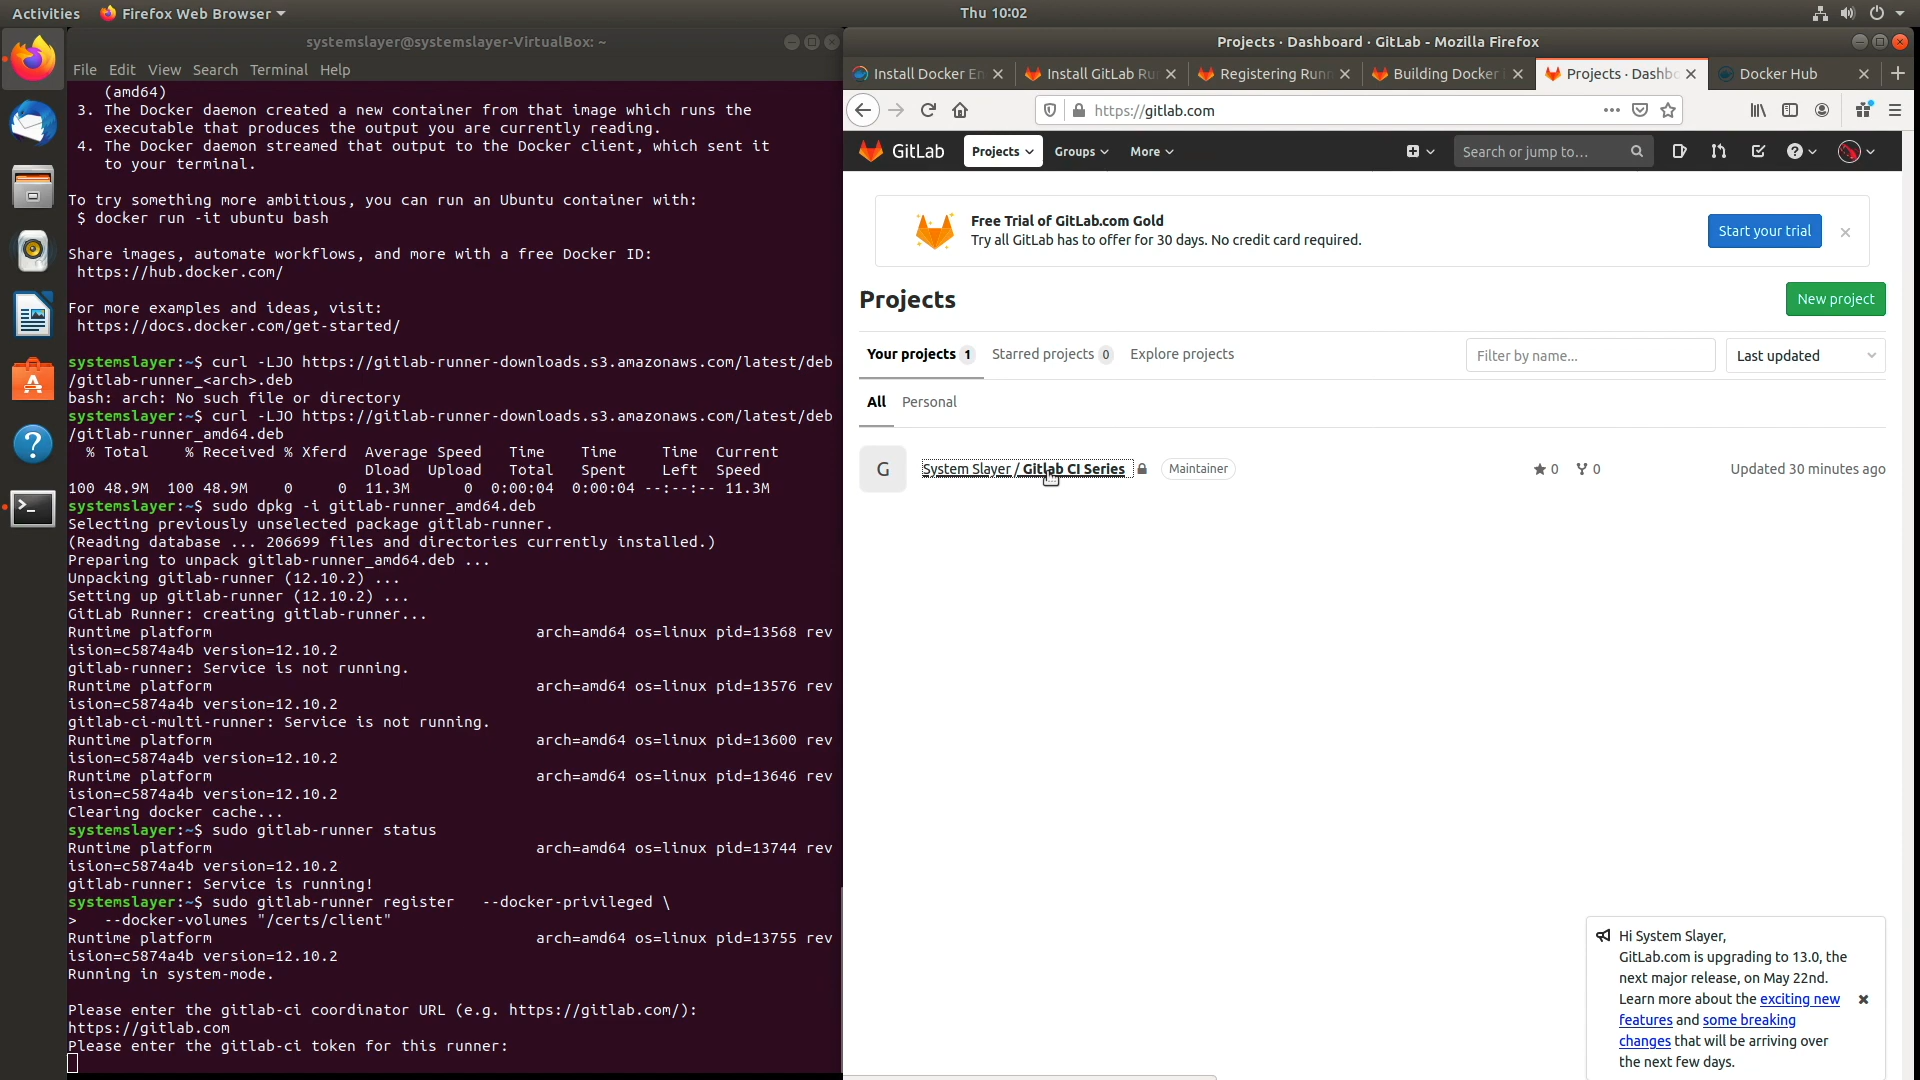 Activities
Firefox Web Browser
Thu 10:02
systemslayer@systemslayer-VirtualBox: ~
File Edit View Search Terminal Help
(amd64)
3. The Docker daemon created a new container from that image which runs the
executable that produces the output you are currently reading.
4. The Docker daemon streamed that output to the Docker client, which sent it
to your terminal.
To try something more ambitious, you can run an Ubuntu container with:
$ docker run -it ubuntu bash
Share images, automate workflows, and more with a free Docker ID:
https://hub.docker.com/
For more examples and ideas, visit:
https://docs.docker.com/get-started/
systemslayer:~$ curl -LJO https://gitlab-runner-downloads.s3.amazonaws.com/latest/deb
/gitlab-runner_<arch>.deb
bash: arch: No such file or directory
systemslayer:~$ curl -LJO https://gitlab-runner-downloads.s3.amazonaws.com/latest/deb
/gitlab-runner_amd64.deb
% Total % Received % Xferd Average Speed Time Time Time Current
Dload Upload Total Spent Left Speed
100 48.9M 100 48.9M 0 0 11.3M 0 0:00:04 0:00:04 --:--:-- 11.3M
systemslayer:~$ sudo dpkg -i gitlab-runner_amd64.deb
Selecting previously unselected package gitlab-runner.
(Reading database ... 206699 files and directories currently installed.)
Preparing to unpack gitlab-runner_amd64.deb ...
Unpacking gitlab-runner (12.10.2) ...
Setting up gitlab-runner (12.10.2) ...
GitLab Runner: creating gitlab-runner...
Runtime platform arch=amd64 os=linux pid=13568 rev
ision=c5874a4b version=12.10.2
gitlab-runner: Service is not running.
Runtime platform arch=amd64 os=linux pid=13576 rev
ision=c5874a4b version=12.10.2
gitlab-ci-multi-runner: Service is not running.
Runtime platform arch=amd64 os=linux pid=13600 rev
ision=c5874a4b version=12.10.2
Runtime platform arch=amd64 os=linux pid=13646 rev
ision=c5874a4b version=12.10.2
Clearing docker cache...
systemslayer:~$ sudo gitlab-runner status
Runtime platform arch=amd64 os=linux pid=13744 rev
ision=c5874a4b version=12.10.2
gitlab-runner: Service is running!
systemslayer:~$ sudo gitlab-runner register --docker-privileged \
> --docker-volumes "/certs/client"
Runtime platform arch=amd64 os=linux pid=13755 rev
ision=c5874a4b version=12.10.2
Running in system-mode.
Please enter the gitlab-ci coordinator URL (e.g. https://gitlab.com/):
https://gitlab.com
Please enter the gitlab-ci token for this runner:
Projects · Dashboard · GitLab - Mozilla Firefox
Install Docker En
Install GitLab Ru
Registering Run
Building Docker
Projects · Dashbo
Docker Hub
https://gitlab.com
GitLab
Projects
Groups
More
Search or jump to...
Free Trial of GitLab.com Gold
Try all GitLab has to offer for 30 days. No credit card required.
Start your trial
Projects
New project
Your projects 1
Starred projects 0
Explore projects
Filter by name...
Last updated
All
Personal
G
System Slayer / Gitlab CI Series
Maintainer
0
0
Updated 30 minutes ago
Hi System Slayer,
GitLab.com is upgrading to 13.0, the
next major release, on May 22nd.
Learn more about the exciting new
features and some breaking
changes that will be arriving over
the next few days.